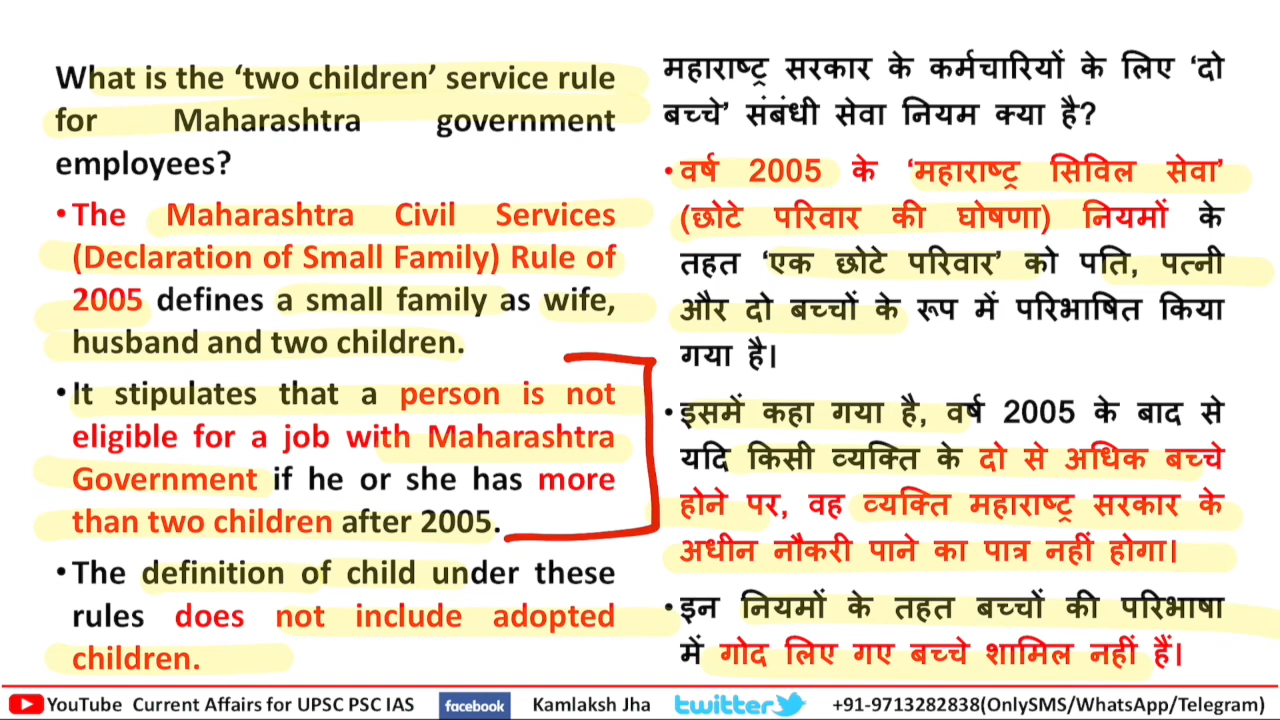 What is the ‘two children’ service rule
for Maharashtra government
employees?
•The Maharashtra Civil Services
(Declaration of Small Family) Rule of
2005 defines a small family as wife,
husband and two children.
•It stipulates that a person is not
eligible for a job with Maharashtra
Government if he or she has more
than two children after 2005.
•The definition of child under these
rules does not include adopted
children.
महाराष्ट्र सरकार के कर्मचारियों के लिए ‘दो
बच्चे’ संबंधी सेवा नियम क्या है?
•वर्ष 2005 के ‘महाराष्ट्र सिविल सेवा’
(छोटे परिवार की घोषणा) नियमों के
तहत ‘एक छोटे परिवार’ को पति, पत्नी
और दो बच्चों के रूप में परिभाषित किया
गया है।
•इसमें कहा गया है, वर्ष 2005 के बाद से
यदि किसी व्यक्ति के दो से अधिक बच्चे
होने पर, वह व्यक्ति महाराष्ट्र सरकार के
अधीन नौकरी पाने का पात्र नहीं होगा।
•इन नियमों के तहत बच्चों की परिभाषा
में गोद लिए गए बच्चे शामिल नहीं हैं।
YouTube Current Affairs for UPSC PSC IAS facebook Kamlaksh Jha twitter +91-9713282838(OnlySMS/WhatsApp/Telegram)